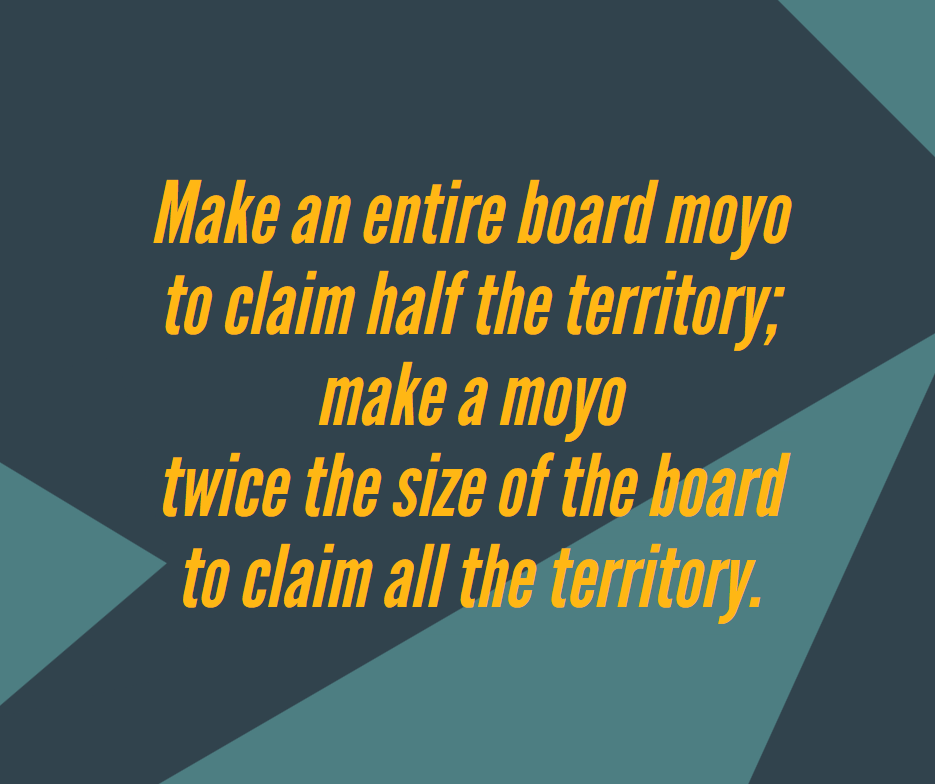 Make an entire board moyo
to claim half the territory;
make a moyo
twice the size of the board
to claim all the territory.